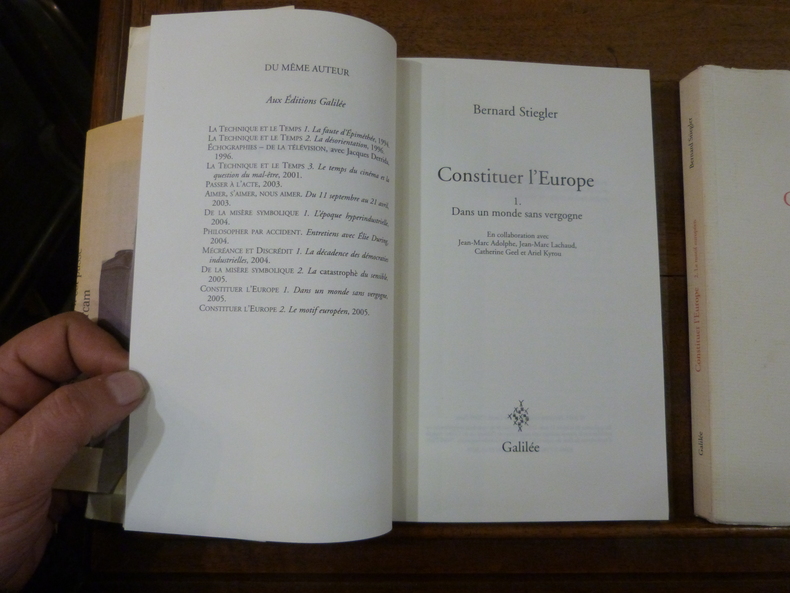 DU MÊME AUTEUR
Aux Éditions Galilée
LA TECHNIQUE ET LE TEMPS 1. La faute d'Épiméthée, 1994.
LA TECHNIQUE ET LE TEMPS 2. La désorientation, 1996.
ÉCHOGRAPHIES – DE LA TÉLÉVISION, avec Jacques Derrida,
1996.
LA TECHNIQUE ET LE TEMPS 3. Le temps du cinéma et la
question du mal-être, 2001.
PASSER À L'ACTE, 2003.
AIMER, S'AIMER, NOUS AIMER. Du 11 septembre au 21 avril,
2003.
DE LA MISÈRE SYMBOLIQUE 1. L'époque hyperindustrielle,
2004.
PHILOSOPHER PAR ACCIDENT. Entretiens avec Élie During,
2004.
MÉCRÉANCE ET DISCRÉDIT 1. La décadence des démocraties
industrielles, 2004.
DE LA MISÈRE SYMBOLIQUE 2. La catastrophè du sensible,
2005.
CONSTITUER L'EUROPE 1. Dans un monde sans vergogne,
2005.
CONSTITUER L'EUROPE 2. Le motif européen, 2005.
Bernard Stiegler
Constituer l'Europe
1.
Dans un monde sans vergogne
En collaboration avec
Jean-Marc Adolphe, Jean-Marc Lachaud,
Catherine Geel et Ariel Kyrou
Galilée
Bernard Stiegler
Constituer l'Europe
Galilée